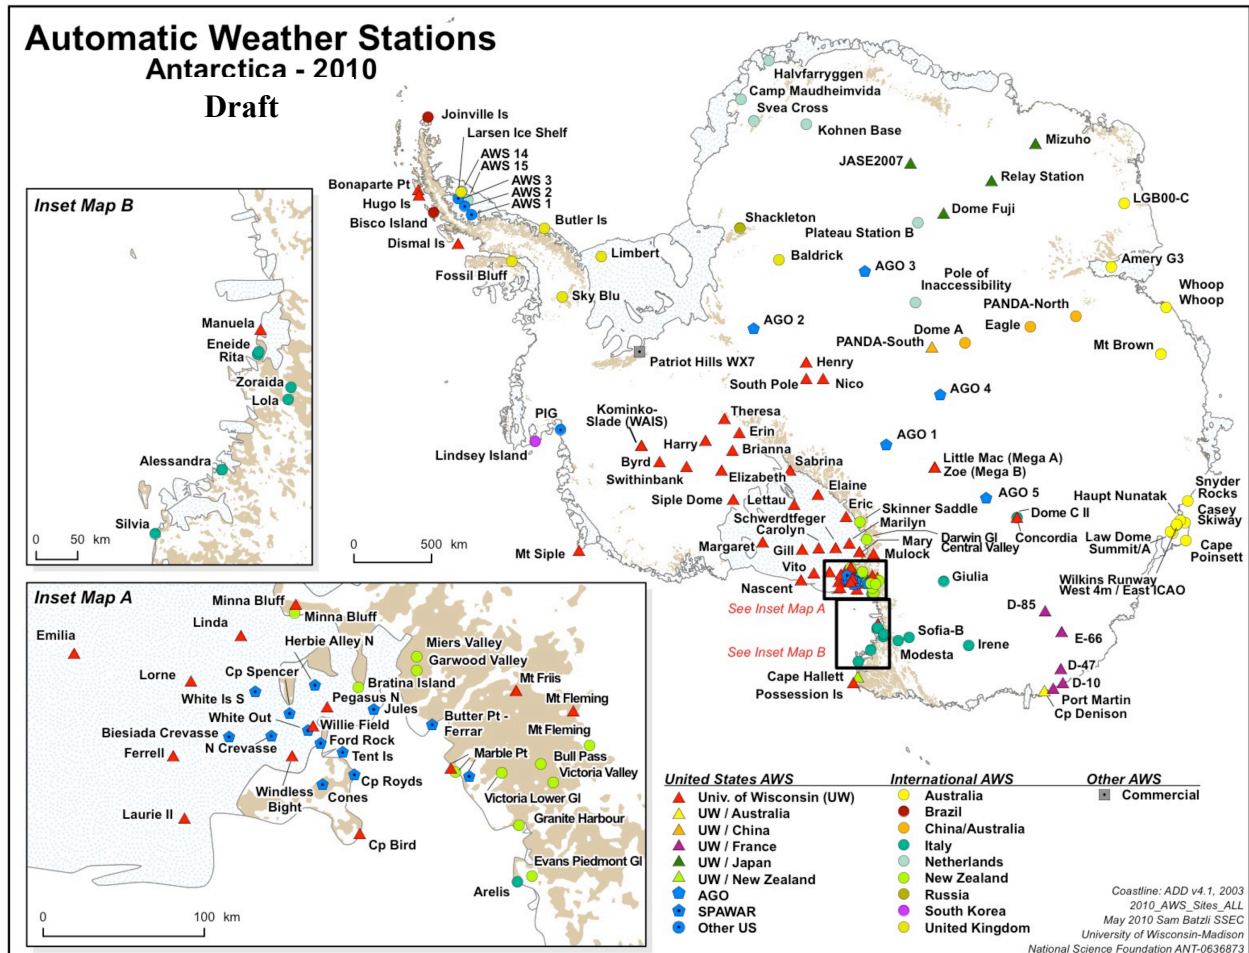 Automatic Weather Stations
Antarctica - 2010
Draft
Halvfarryggen
Camp Maudheimvida
Svea Cross
Kohnen Base
Mizuho
JASE2007
Relay Station
LGB00-C
Dome Fuji
Shackleton
Plateau Station B
Baldrick
AGO 3
Amery G3
Pole of
Inaccessibility
Whoop
Whoop
PANDA-North
Eagle
Dome A
PANDA-South
Mt Brown
AGO 2
Joinville Is
Larsen Ice Shelf
AWS 14
AWS 15
AWS 3
AWS 2
AWS 1
Bonaparte Pt
Hugo Is
Bisco Island
Dismal Is
Butler Is
Limbert
Fossil Bluff
Sky Blu
Patriot Hills WX7
Henry
South Pole
Nico
AGO 4
PIG
Lindsey Island
Kominko-
Slade (WAIS)
Theresa
Erin
Harry
Brianna
Byrd
Swithinbank
Elizabeth
Sabrina
AGO 1
Little Mac (Mega A)
Zoe (Mega B)
Siple Dome
Lettau
Elaine
Eric
AGO 5
Dome C II
Concordia
Haupt Nunatak
Snyder
Rocks
Casey
Skiway
Law Dome
Summit/A
Cape
Poinsett
Skinner Saddle
Marilyn
Schwerdtfeger
Carolyn
Mary
Darwin Gl
Central Valley
Mulock
Margaret
Gill
Vito
Nascent
Mt Siple
Giulia
Wilkins Runway
West 4m / East ICAO
See Inset Map A
See Inset Map B
D-85
Sofia-B
Modesta
Irene
E-66
D-47
D-10
Port Martin
Cp Denison
Cape Hallett
Possession Is
0 500 km
Inset Map B
Manuela
Eneide
Rita
Zoraida
Lola
Alessandra
Silvia
0 50 km
Inset Map A
Minna Bluff
Minna Bluff
Emilia
Linda
Herbie Alley N
Miers Valley
Garwood Valley
Cp Spencer
Lorne
Bratina Island
Mt Friis
White Is S
Pegasus N
Jules
Mt Fleming
White Out
Willie Field
Butter Pt -
Ferrar
Mt Fleming
Biesiada Crevasse
N Crevasse
Ford Rock
Ferrell
Tent Is
Marble Pt
Bull Pass
Victoria Valley
Windless
Bight
Cp Royds
Cones
Victoria Lower Gl
Laurie II
Granite Harbour
Cp Bird
Evans Piedmont Gl
Arelis
0 100 km
United States AWS
Univ. of Wisconsin (UW)
UW / Australia
UW / China
UW / France
UW / Japan
UW / New Zealand
AGO
SPAWAR
Other US
International AWS
Australia
Brazil
China/Australia
Italy
Netherlands
New Zealand
Russia
South Korea
United Kingdom
Other AWS
Commercial
Coastline: ADD v4.1, 2003
2010_AWS_Sites_ALL
May 2010 Sam Batzli SSEC
University of Wisconsin-Madison
National Science Foundation ANT-0636873